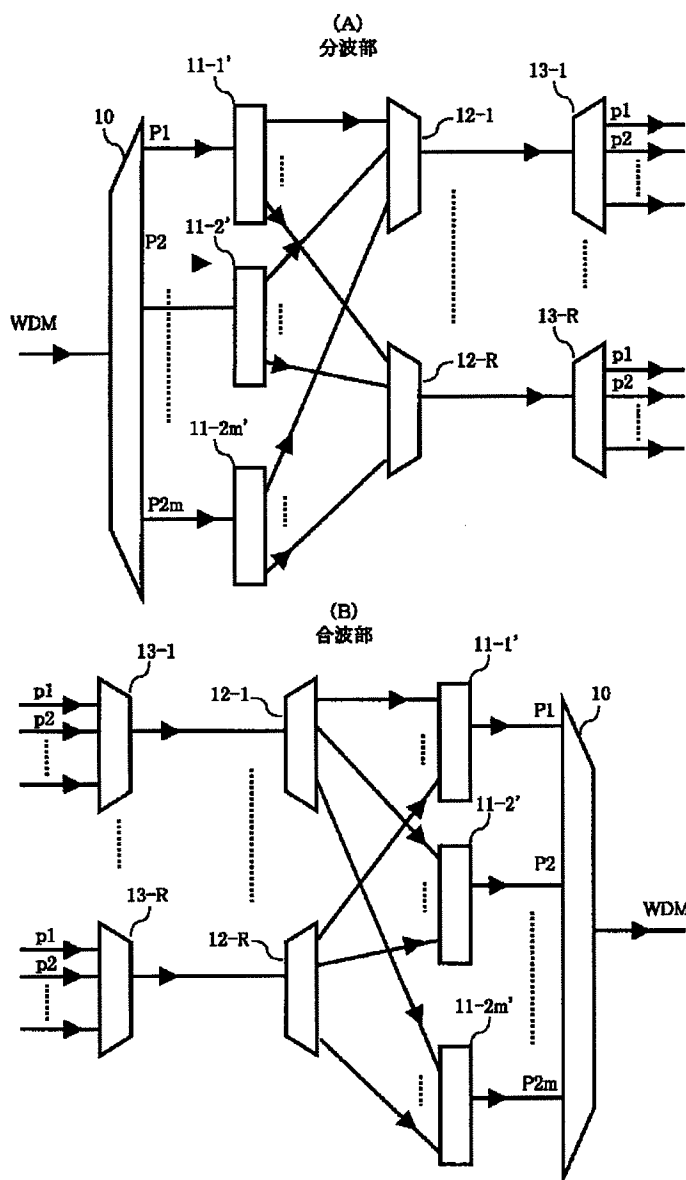 (A)
分波部
11-1'
13-1
10
P1
12-1
p1
p2
11-2'
P2
13-R
WDM
12-R
p1
p2
11-2m'
P2m
(B)
合波部
13-1
11-1'
12-1
10
p1
P1
p2
11-2'
13-R
P2
12-R
WDM
p1
p2
11-2m'
P2m